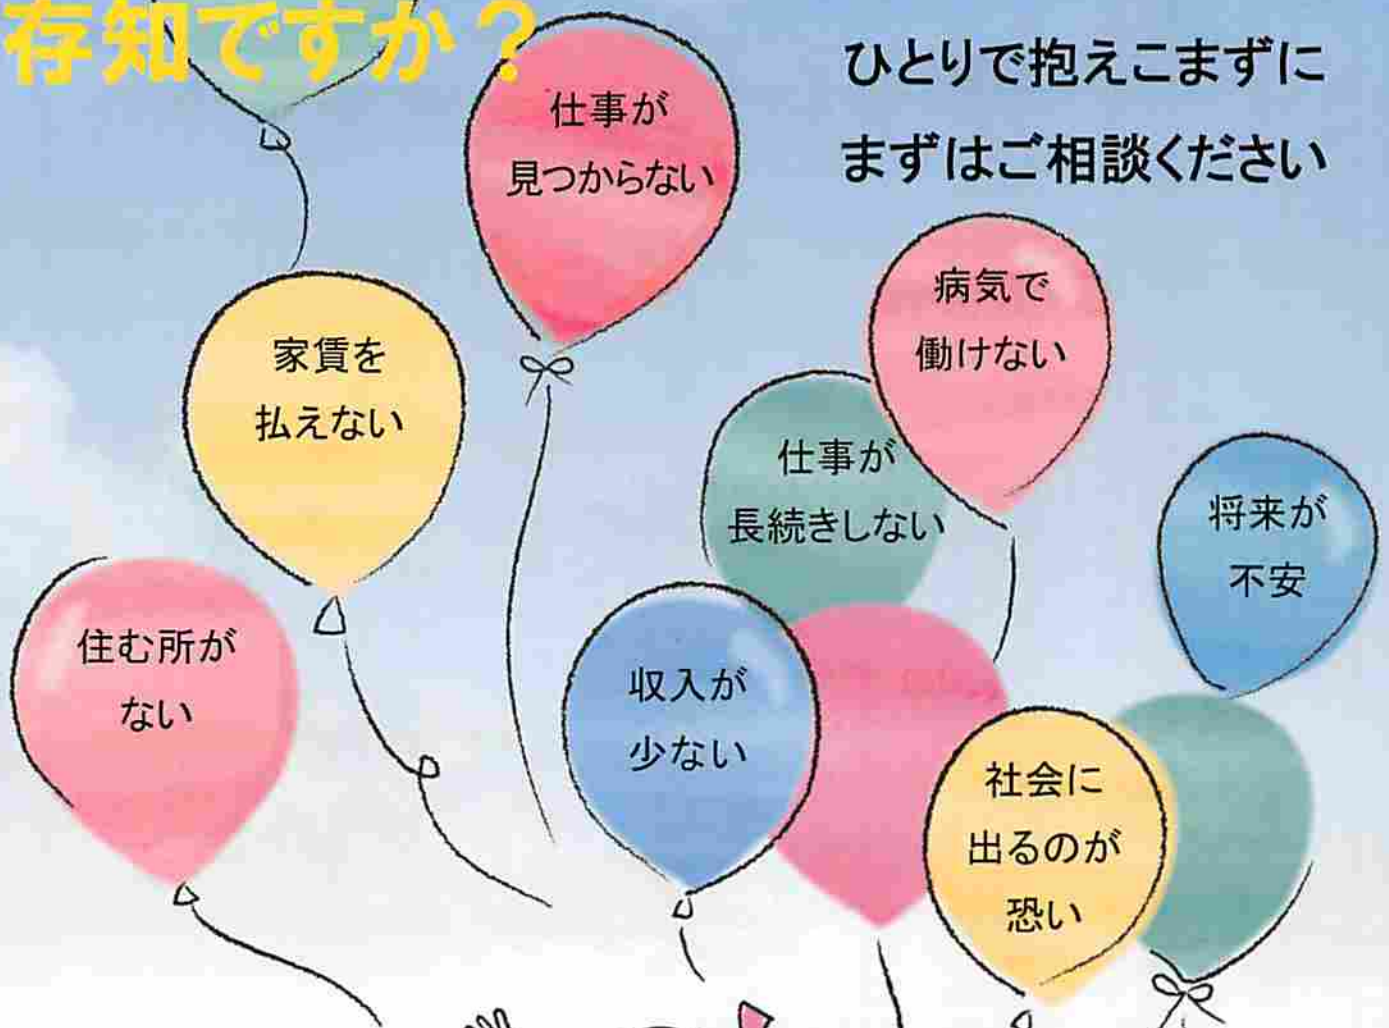 存知ですか？
ひとりで抱えこまずに
まずはご相談ください
仕事が
見つからない
病気で
働けない
家賃を
払えない
仕事が
長続きしない
将来が
不安
住む所が
ない
収入が
少ない
社会に
出るのが
恐い